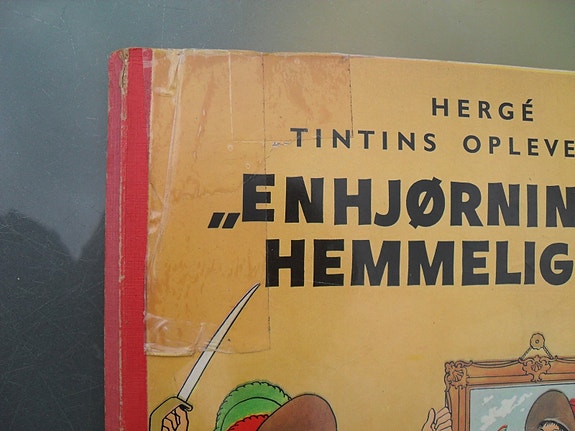 HERGÉ
TINTINS OPLEVE
„ENHJØRNIN
HEMMELIG